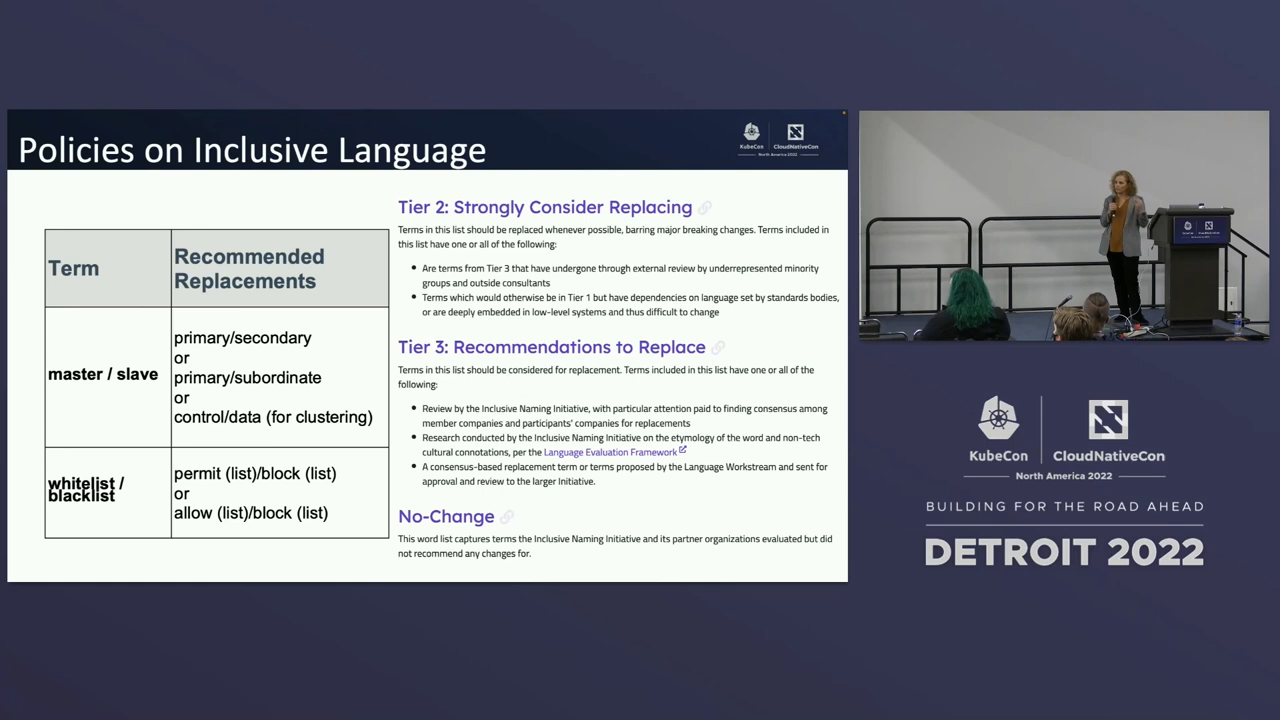 Policies on Inclusive Language
KubeCon
CloudNativeCon
North America 2022
Term
Recommended
Replacements
master / slave
primary/secondary
or
primary/subordinate
or
control/data (for clustering)
whitelist /
blacklist
permit (list)/block (list)
or
allow (list)/block (list)
Tier 2: Strongly Consider Replacing
Terms in this list should be replaced whenever possible, barring major breaking changes. Terms included in
this list have one or all of the following:
Are terms from Tier 3 that have undergone through external review by underrepresented minority
groups and outside consultants
Terms which would otherwise be in Tier 1 but have dependencies on language set by standards bodies,
or are deeply embedded in low-level systems and thus difficult to change
Tier 3: Recommendations to Replace
Terms in this list should be considered for replacement. Terms included in this list have one or all of the
following:
Review by the Inclusive Naming Initiative, with particular attention paid to finding consensus among
member companies and participants' companies for replacements
Research conducted by the Inclusive Naming Initiative on the etymology of the word and non-tech
cultural connotations, per the Language Evaluation Framework
A consensus-based replacement term or terms proposed by the Language Workstream and sent for
approval and review to the larger Initiative.
No-Change
This word list captures terms the Inclusive Naming Initiative and its partner organizations evaluated but did
not recommend any changes for.
KubeCon
CloudNativeCon
North America 2022
BUILDING FOR THE ROAD AHEAD
DETROIT 2022